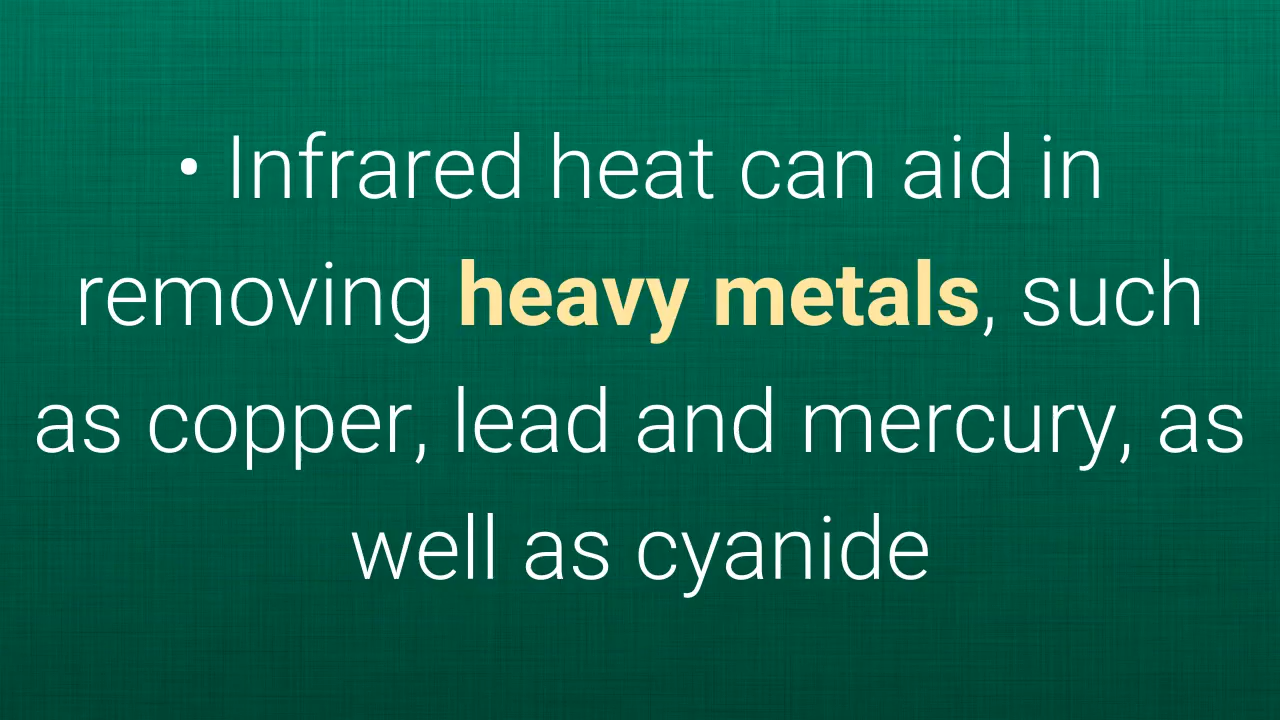 • Infrared heat can aid in
removing heavy metals, such
as copper, lead and mercury, as
well as cyanide